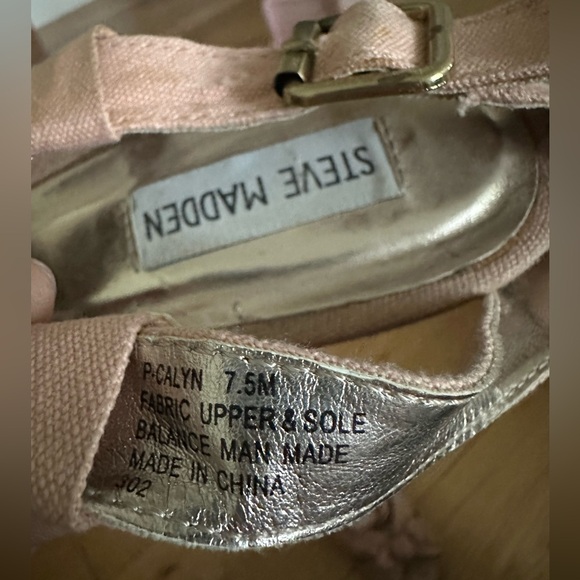 STEVE MADDEN
P-CALYN 7.5M
FABRIC UPPER & SOLE
BALANCE MAN MADE
MADE IN CHINA
302